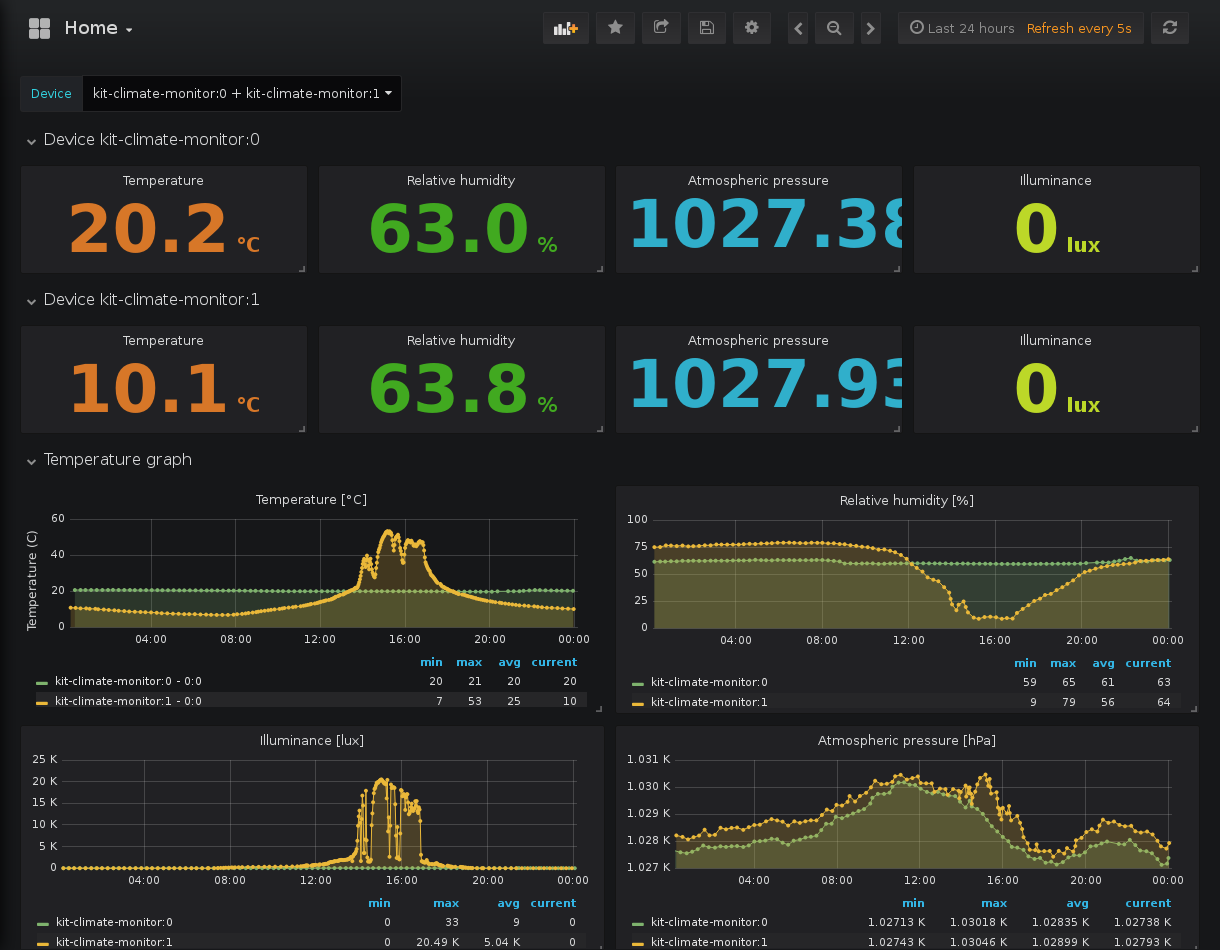 Home
Last 24 hours Refresh every 5s
Device kit-climate-monitor:0 + kit-climate-monitor:1
Device kit-climate-monitor:0
Temperature Relative humidity Atmospheric pressure Illuminance
20.2 °C 63.0 % 1027.38 0 lux
Device kit-climate-monitor:1
Temperature Relative humidity Atmospheric pressure Illuminance
10.1 °C 63.8 % 1027.93 0 lux
Temperature graph
Temperature [°C]
Temperature (C)
60
40
20
0
04:00 08:00 12:00 16:00 20:00 00:00
min max avg current
kit-climate-monitor:0 - 0:0 20 21 20 20
kit-climate-monitor:1 - 0:0 7 53 25 10
Relative humidity [%]
100
75
50
25
0
04:00 08:00 12:00 16:00 20:00 00:00
min max avg current
kit-climate-monitor:0 59 65 61 63
kit-climate-monitor:1 9 79 56 64
Illuminance [lux]
25 K
20 K
15 K
10 K
5 K
0
04:00 08:00 12:00 16:00 20:00 00:00
min max avg current
kit-climate-monitor:0 0 33 9 0
kit-climate-monitor:1 0 20.49 K 5.04 K 0
Atmospheric pressure [hPa]
1.031 K
1.030 K
1.029 K
1.028 K
1.027 K
04:00 08:00 12:00 16:00 20:00 00:00
min max avg current
kit-climate-monitor:0 1.02713 K 1.03018 K 1.02835 K 1.02738 K
kit-climate-monitor:1 1.02743 K 1.03046 K 1.02899 K 1.02793 K